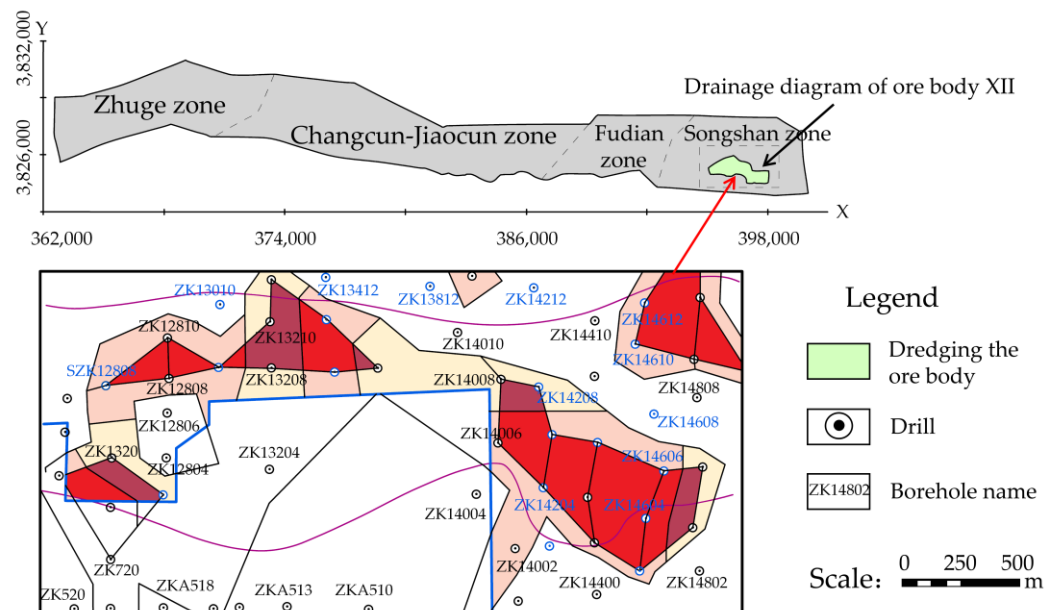 Y
3,832,000
3,826,000
Zhuge zone
Changcun-Jiaocun zone
Fudian
zone
Songshan zone
Drainage diagram of ore body XII
X
362,000
374,000
386,000
398,000
ZK13010
ZK13412
ZK13812
ZK14212
ZK14612
ZK12810
ZK13210
ZK14010
ZK14410
ZK14610
SZK12808
ZK12808
ZK13208
ZK14008
ZK14208
ZK14808
ZK12806
ZK14006
ZK14608
ZK1320
ZK12804
ZK13204
ZK14606
ZK14004
ZK14204
ZK14604
ZK720
ZK14002
ZK14400
ZK14802
ZK520
ZKA518
ZKA513
ZKA510
Legend
Dredging the
ore body
Drill
ZK14802
Borehole name
Scale:
0 250 500
m